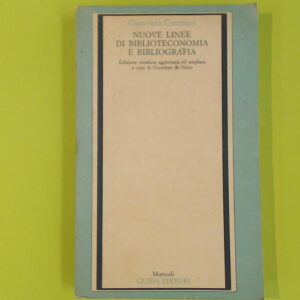 Guerriera Guerrieri
NUOVE LINEE
DI BIBLIOTECONOMIA
E BIBLIOGRAFIA
Edizione riveduta aggiornata ed ampliata
a cura di Giuseppe de Nitto
Manuali
GUIDA EDITORI